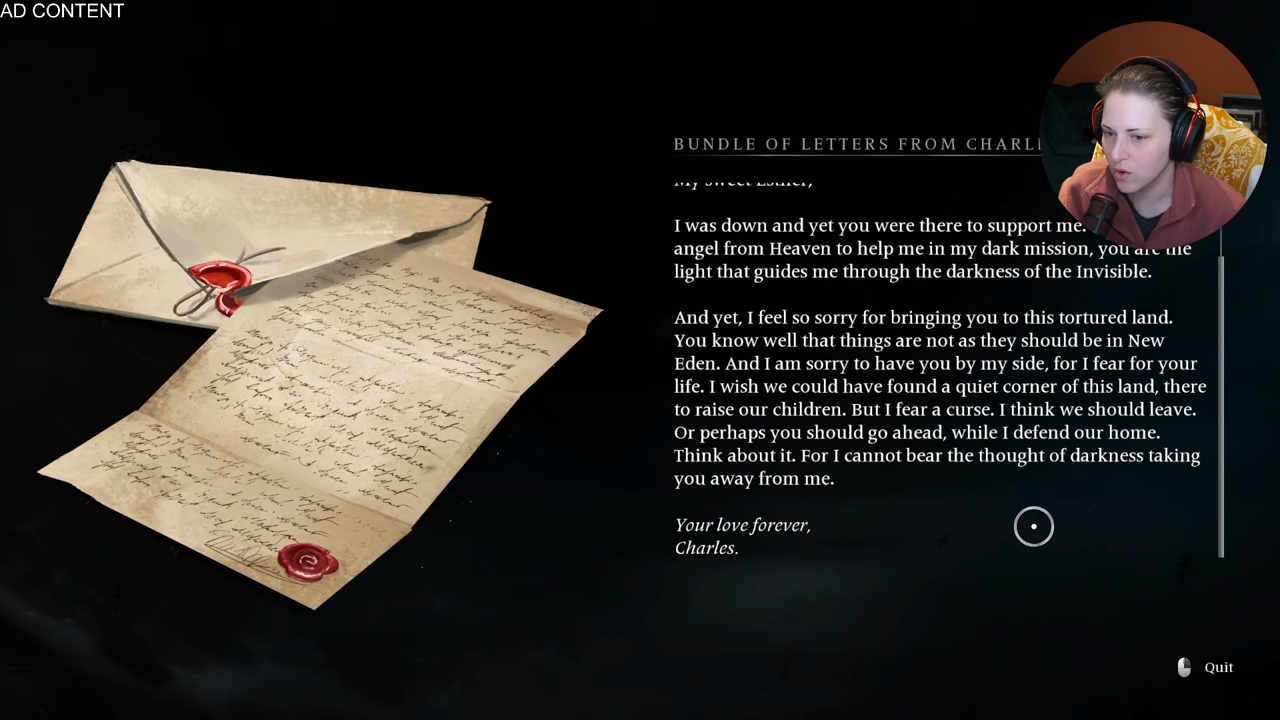 AD CONTENT
BUNDLE OF LETTERS FROM
My sweet Esther,
I was down and yet you were there to support me.
angel from Heaven to help me in my dark mission, you are the
light that guides me through the darkness of the Invisible.
And yet, I feel so sorry for bringing you to this tortured land.
You know well that things are not as they should be in New
Eden. And I am sorry to have you by my side, for I fear for your
life. I wish we could have found a quiet corner of this land, there
to raise our children. But I fear a curse. I think we should leave.
Or perhaps you should go ahead, while I defend our home.
Think about it. For I cannot bear the thought of darkness taking
you away from me.
Your love forever,
Charles.
Quit